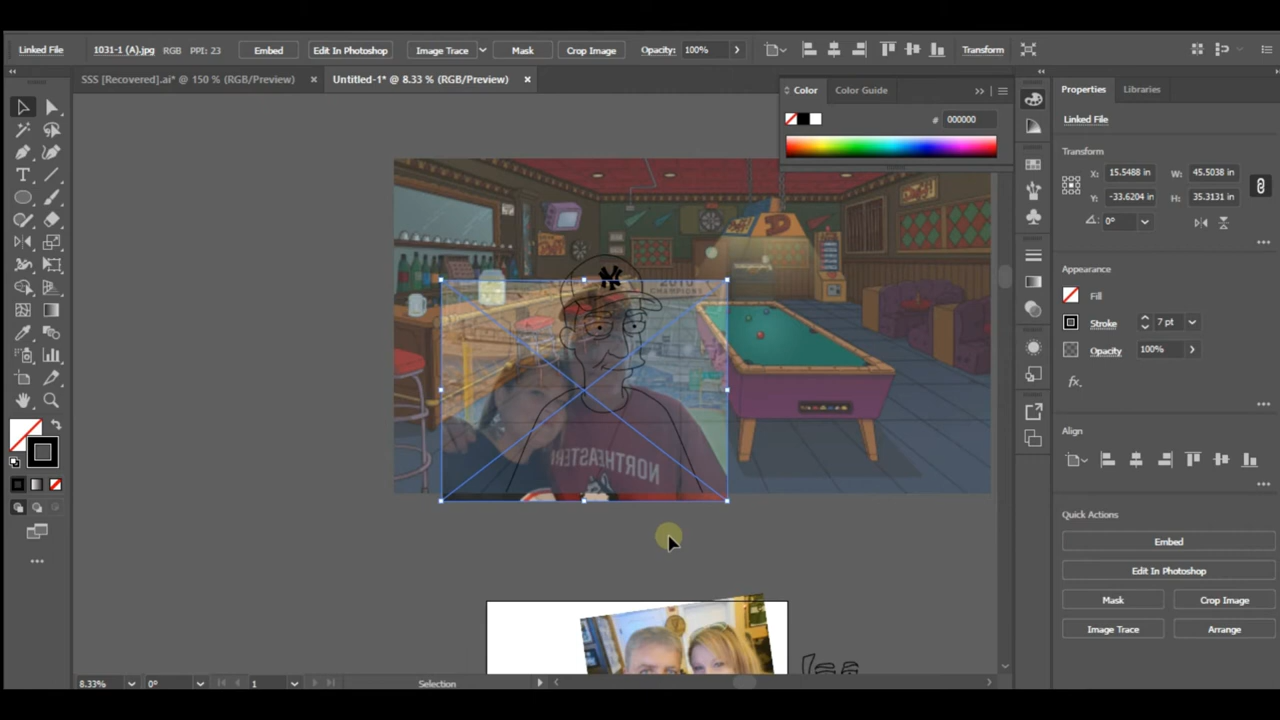 Linked File 1031-1 (A).jpg RGB PPI: 23 Embed Edit In Photoshop Image Trace Mask Crop Image Opacity: 100% Transform
SSS [Recovered].ai* @ 150 % (RGB/Preview) × Untitled-1* @ 8.33 % (RGB/Preview) ×
Color Color Guide
# 000000
Properties Libraries
Linked File
Transform
X: 15.5488 in W: 45.5038 in
Y: -33.6204 in H: 35.3131 in
0°
Appearance
Fill
Stroke 7 pt
Opacity 100%
fx
Align
Quick Actions
Embed
Edit In Photoshop
Mask Crop Image
Image Trace Arrange
D
NY
2010
CHAMPIONS
NORTHEASTERN
8.33% 0° 1 Selection